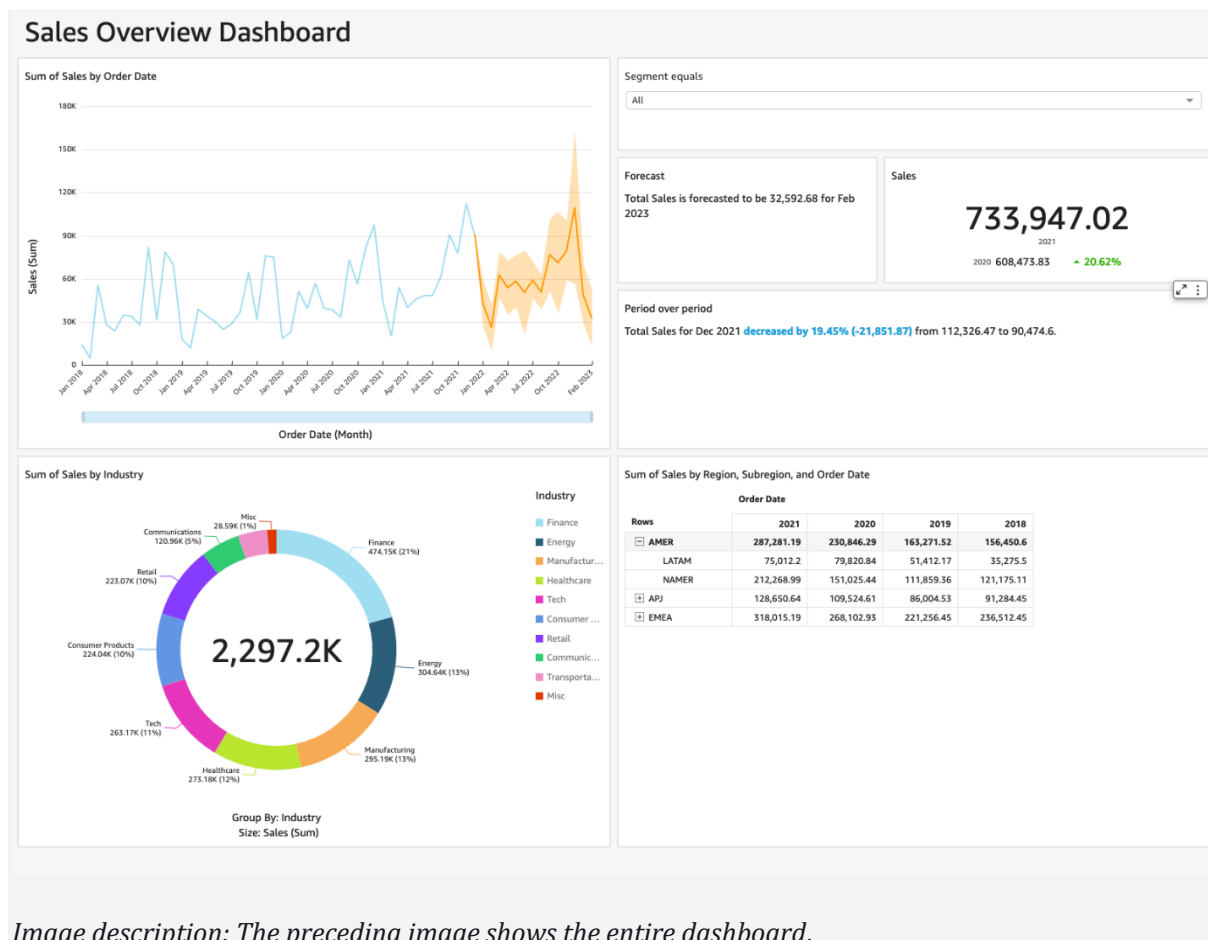 Sales Overview Dashboard
Sum of Sales by Order Date
180K
150K
120K
90K
60K
30K
0
Sales (Sum)
Jan 2018
Apr 2018
Jul 2018
Oct 2018
Jan 2019
Apr 2019
Jul 2019
Oct 2019
Jan 2020
Apr 2020
Jul 2020
Oct 2020
Jan 2021
Apr 2021
Jul 2021
Oct 2021
Jan 2022
Apr 2022
Jul 2022
Oct 2022
Feb 2023
Order Date (Month)
Segment equals
All
Forecast
Total Sales is forecasted to be 32,592.68 for Feb
2023
Sales
733,947.02
2021
2020 608,473.83 20.62%
Period over period
Total Sales for Dec 2021 decreased by 19.45% (-21,851.87) from 112,326.47 to 90,474.6.
Sum of Sales by Industry
Misc
28.59K (1%)
Communications
120.96K (5%)
Retail
223.07K (10%)
Consumer Products
224.04K (10%)
Tech
263.17K (11%)
Healthcare
273.18K (12%)
Manufacturing
295.19K (13%)
Energy
304.64K (13%)
Finance
474.15K (21%)
2,297.2K
Group By: Industry
Size: Sales (Sum)
Industry
Finance
Energy
Manufactur...
Healthcare
Tech
Consumer ...
Retail
Communic...
Transporta...
Misc
Sum of Sales by Region, Subregion, and Order Date
Order Date
Rows 2021 2020 2019 2018
AMER 287,281.19 230,846.29 163,271.52 156,450.6
LATAM 75,012.2 79,820.84 51,412.17 35,275.5
NAMER 212,268.99 151,025.44 111,859.36 121,175.11
APJ 128,650.64 109,524.61 86,004.53 91,284.45
EMEA 318,015.19 268,102.93 221,256.45 236,512.45
Image description: The preceding image shows the entire dashboard.